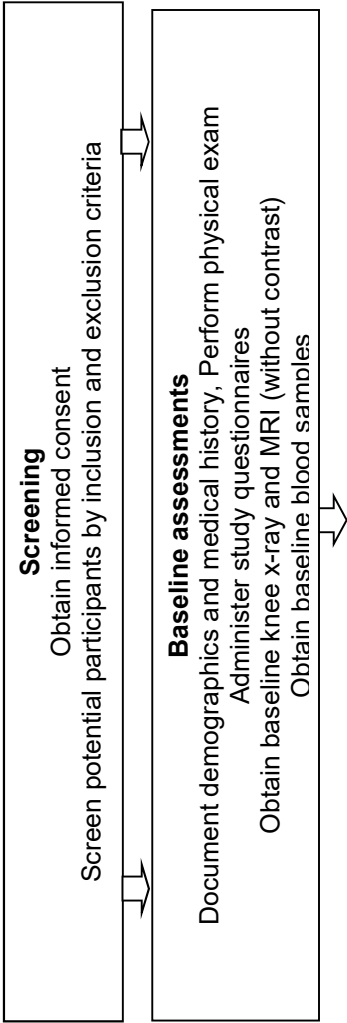 Screening
Obtain informed consent
Screen potential participants by inclusion and exclusion criteria
Baseline assessments
Document demographics and medical history, Perform physical exam
Administer study questionnaires
Obtain baseline knee x-ray and MRI (without contrast)
Obtain baseline blood samples